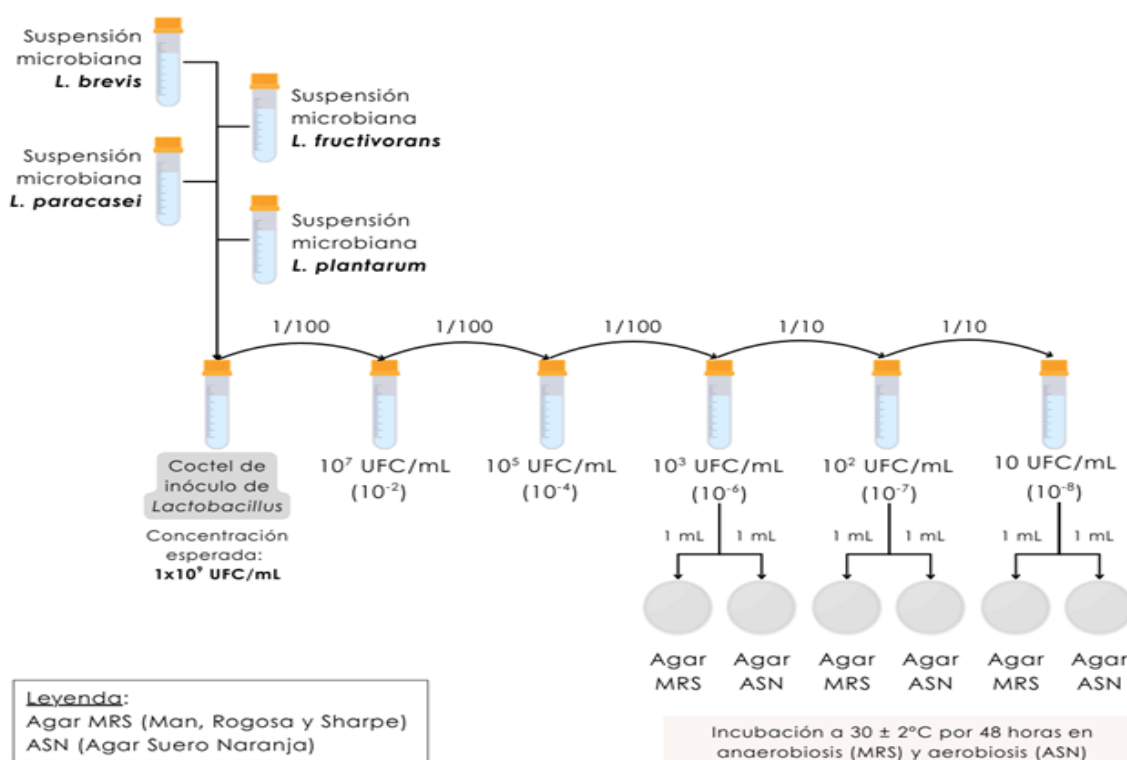 Suspensión
microbiana
L. brevis
Suspensión
microbiana
L. fructivorans
Suspensión
microbiana
L. paracasei
Suspensión
microbiana
L. plantarum
1/100
1/100
1/100
1/10
1/10
Coctel de
inóculo de
Lactobacillus
Concentración
esperada:
1x10⁹ UFC/mL
10⁷ UFC/mL
(10⁻²)
10⁵ UFC/mL
(10⁻⁴)
10³ UFC/mL
(10⁻⁶)
10² UFC/mL
(10⁻⁷)
10 UFC/mL
(10⁻⁸)
1 mL
1 mL
1 mL
1 mL
1 mL
1 mL
Agar
MRS
Agar
ASN
Agar
MRS
Agar
ASN
Agar
MRS
Agar
ASN
Leyenda:
Agar MRS (Man, Rogosa y Sharpe)
ASN (Agar Suero Naranja)
Incubación a 30 ± 2°C por 48 horas en
anaerobiosis (MRS) y aerobiosis (ASN)